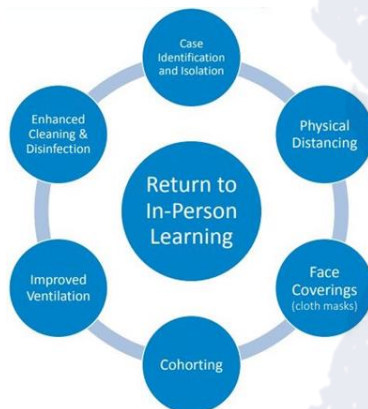 Case
Identification
and Isolation
Enhanced
Cleaning &
Disinfection
Physical
Distancing
Return to
In-Person
Learning
Improved
Ventilation
Face
Coverings
(cloth masks)
Cohorting